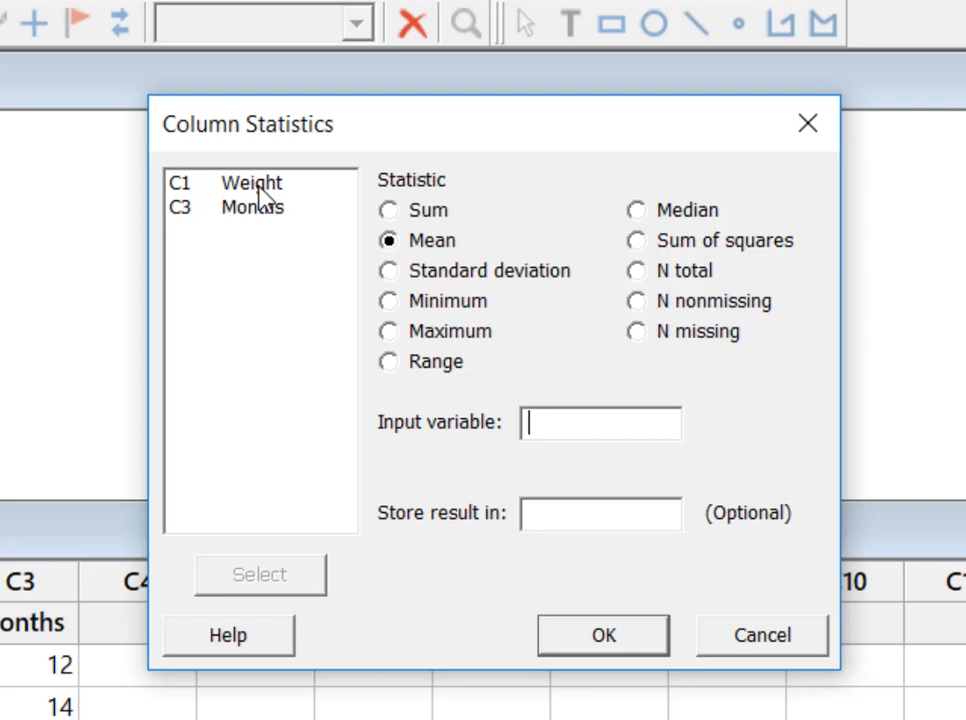 Column Statistics
C1 Weight
C3 Months
Statistic
Sum
Mean
Standard deviation
Minimum
Maximum
Range
Median
Sum of squares
N total
N nonmissing
N missing
Input variable:
Store result in:
(Optional)
Select
Help
OK
Cancel
C3
C4
10
C1
onths
12
14